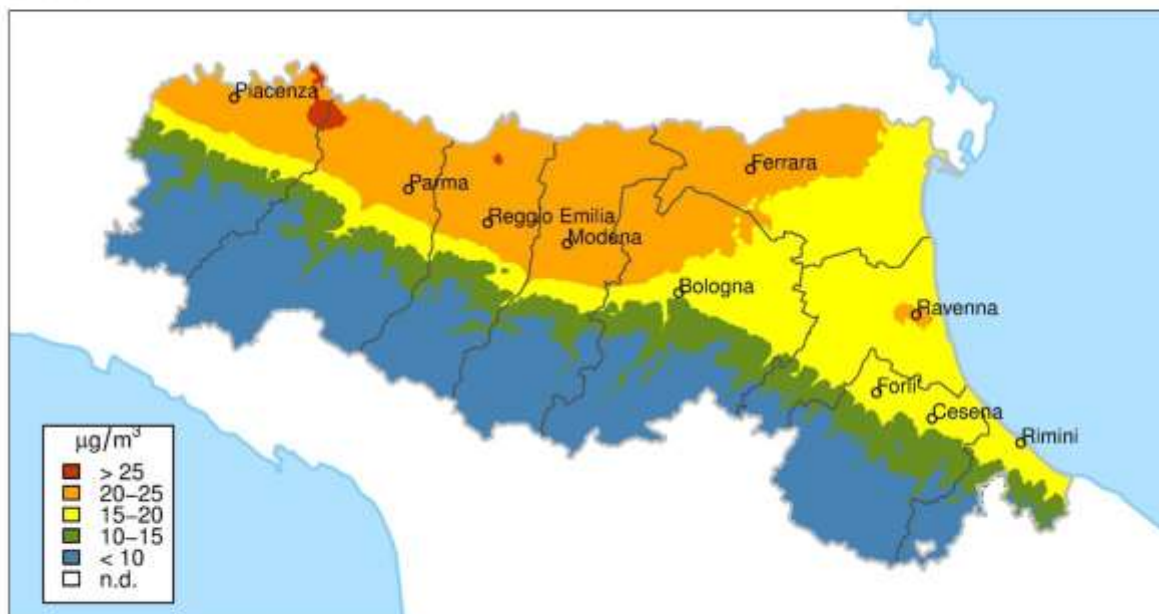 Piacenza
Ferrara
Parma
Reggio Emilia
Modena
Bologna
Ravenna
Forlì
Cesena
Rimini
µg/m³
> 25
20–25
15–20
10–15
< 10
n.d.